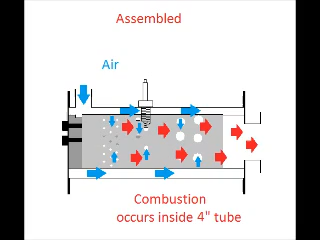 Assembled
Air
Combustion
occurs inside 4" tube